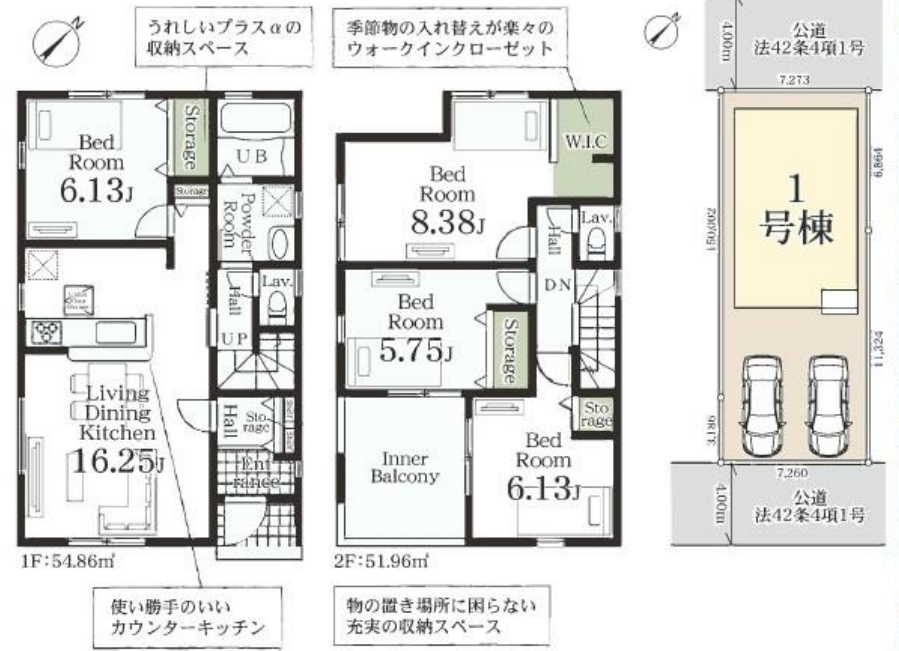 うれしいプラスαの
収納スペース
季節物の入れ替えが楽々の
ウォークインクローゼット
Bed
Room
6.13J
Storage
UB
Storage
Powder
Room
Hall
Lav.
UP
Living
Dining
Kitchen
16.25J
Hall
Sto
rage
Ent
rance
1F:54.86㎡
使い勝手のいい
カウンターキッチン
W.I.C
Bed
Room
8.38J
Hall
Lav.
DN
Bed
Room
5.75J
Storage
Inner
Balcony
Bed
Room
6.13J
Sto
rage
2F:51.96㎡
物の置き場所に困らない
充実の収納スペース
4.00m
公道
法42条4項1号
7,273
1
号棟
6,864
11,324
3,186
7,260
4.00m
公道
法42条4項1号